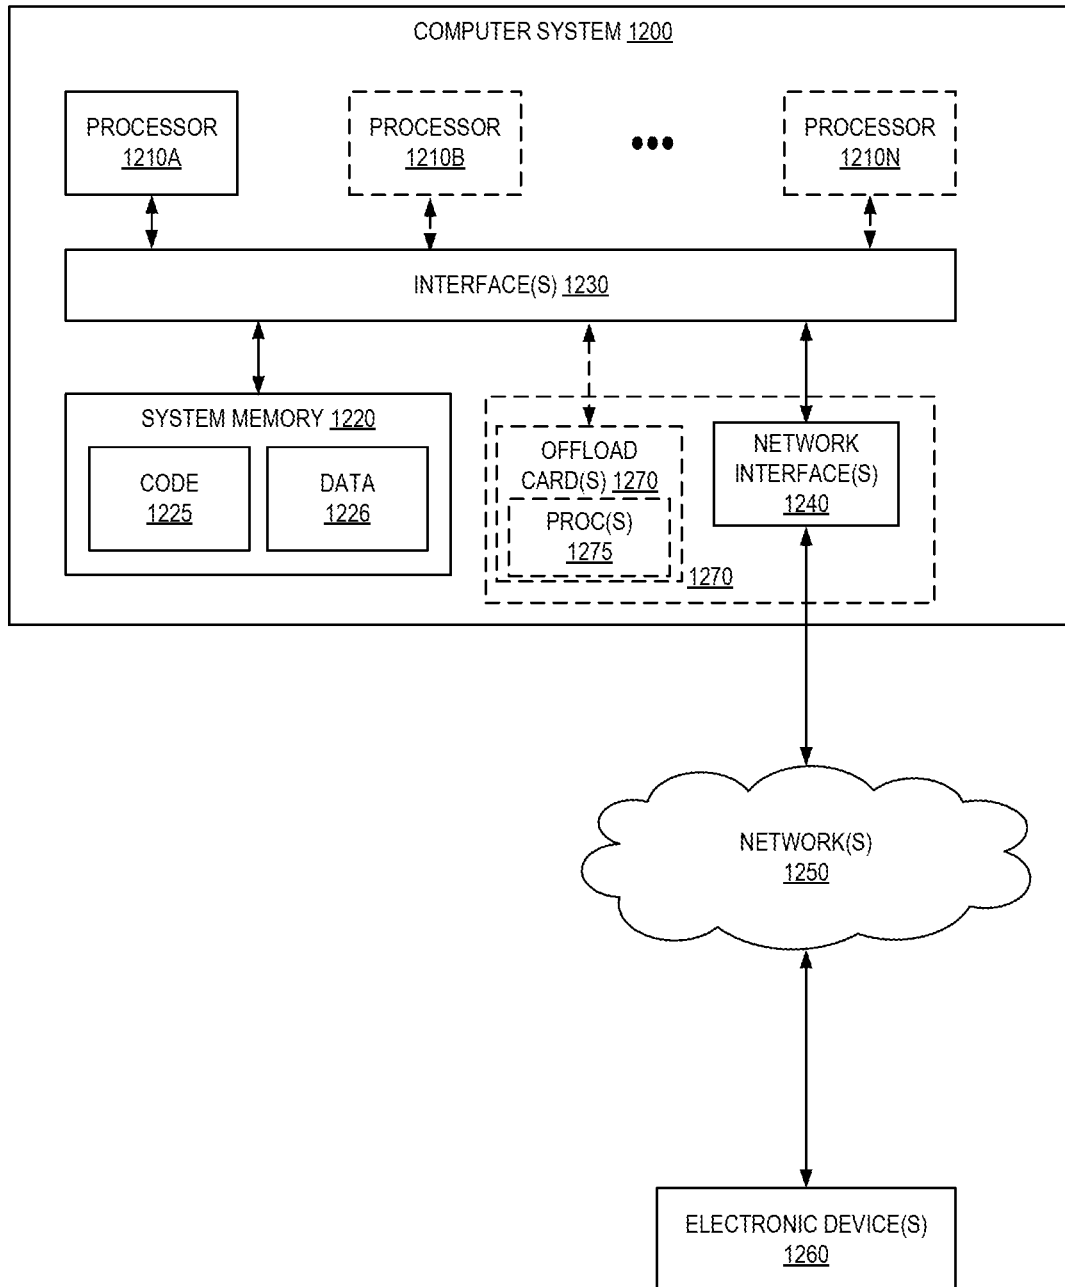 COMPUTER SYSTEM 1200
PROCESSOR
1210A
PROCESSOR
1210B
PROCESSOR
1210N
INTERFACE(S) 1230
SYSTEM MEMORY 1220
CODE
1225
DATA
1226
OFFLOAD
CARD(S) 1270
PROC(S)
1275
1270
NETWORK
INTERFACE(S)
1240
NETWORK(S)
1250
ELECTRONIC DEVICE(S)
1260